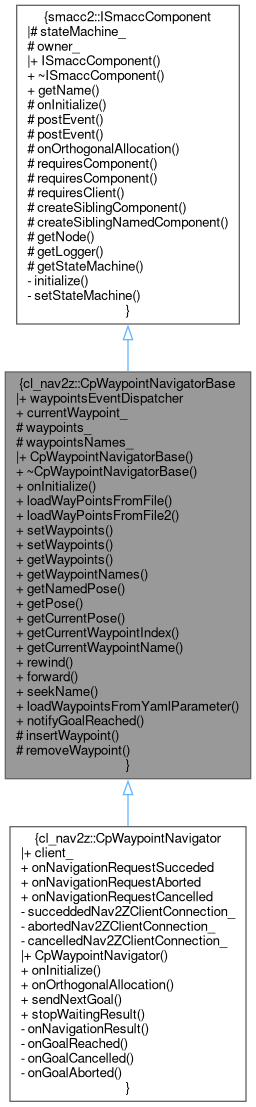 {smacc2::ISmaccComponent
|# stateMachine_
# owner_
|+ ISmaccComponent()
+ ~ISmaccComponent()
+ getName()
# onInitialize()
# postEvent()
# postEvent()
# onOrthogonalAllocation()
# requiresComponent()
# requiresComponent()
# requiresClient()
# createSiblingComponent()
# createSiblingNamedComponent()
# getNode()
# getLogger()
# getStateMachine()
- initialize()
- setStateMachine()
}
{cl_nav2z::CpWaypointNavigatorBase
|+ waypointsEventDispatcher
+ currentWaypoint_
# waypoints_
# waypointsNames_
|+ CpWaypointNavigatorBase()
+ ~CpWaypointNavigatorBase()
+ onInitialize()
+ loadWayPointsFromFile()
+ loadWayPointsFromFile2()
+ setWaypoints()
+ setWaypoints()
+ getWaypoints()
+ getWaypointNames()
+ getNamedPose()
+ getPose()
+ getCurrentPose()
+ getCurrentWaypointIndex()
+ getCurrentWaypointName()
+ rewind()
+ forward()
+ seekName()
+ loadWaypointsFromYamlParameter()
+ notifyGoalReached()
# insertWaypoint()
# removeWaypoint()
}
{cl_nav2z::CpWaypointNavigator
|+ client_
+ onNavigationRequestSucceded
+ onNavigationRequestAborted
+ onNavigationRequestCancelled
- succeddedNav2ZClientConnection_
- abortedNav2ZClientConnection_
- cancelledNav2ZClientConnection_
|+ CpWaypointNavigator()
+ onInitialize()
+ onOrthogonalAllocation()
+ sendNextGoal()
+ stopWaitingResult()
- onNavigationResult()
- onGoalReached()
- onGoalCancelled()
- onGoalAborted()
}